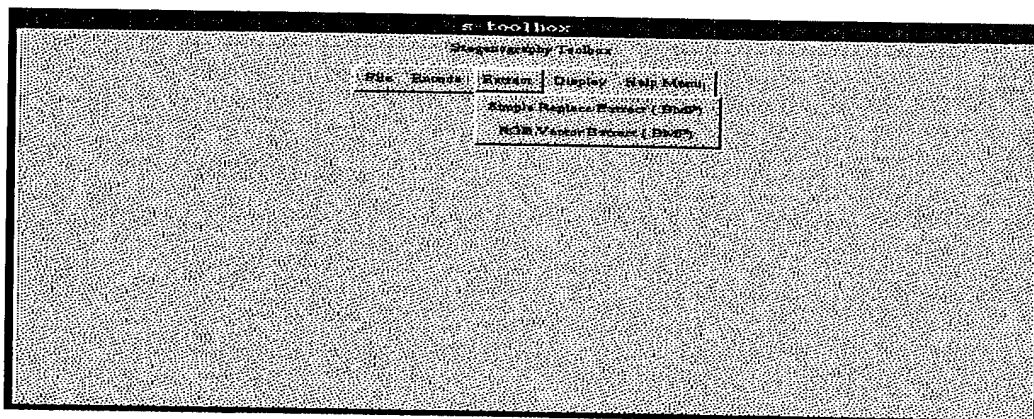 s-toolbox
Steganography Toolbox
File Encode Extract Display Help Menu
Simple Replace Extract (.BMP)
RGB Vector Extract (.BMP)